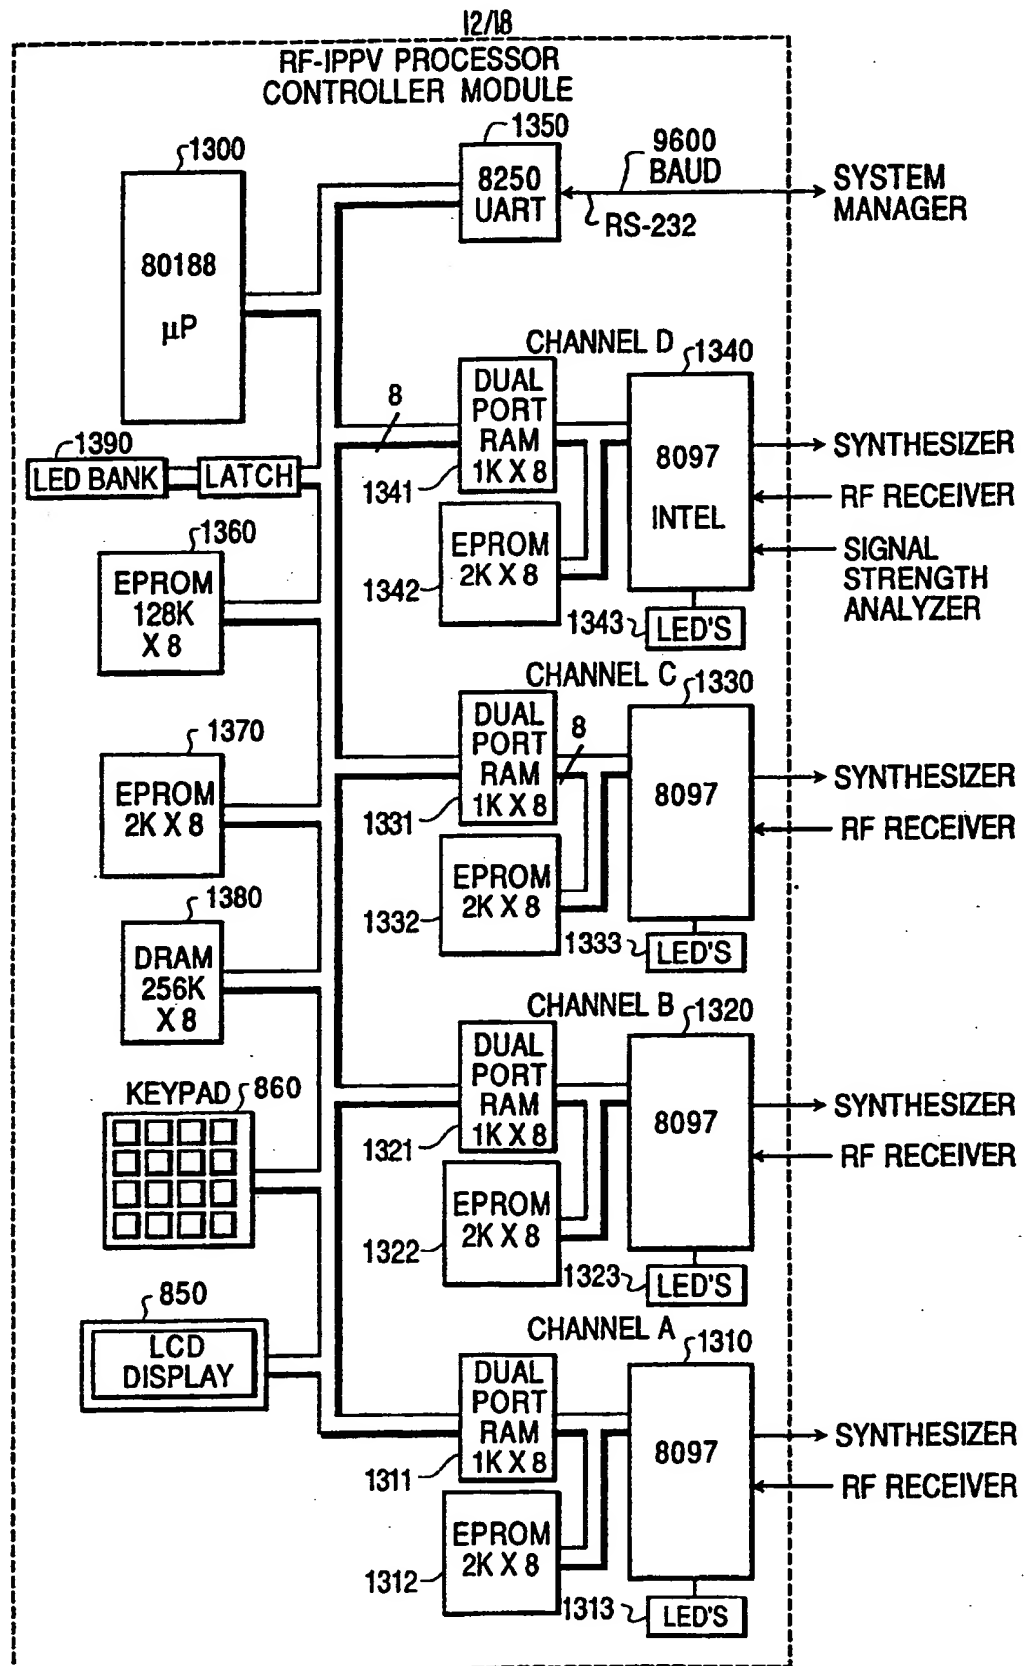 12/18
RF-IPPV PROCESSOR
CONTROLLER MODULE
1350
8250
UART
9600
BAUD
RS-232
SYSTEM
MANAGER
1300
80188
µP
1390
LED BANK
LATCH
1360
EPROM
128K
X 8
1370
EPROM
2K X 8
1380
DRAM
256K
X 8
KEYPAD
860
850
LCD
DISPLAY
CHANNEL D
1340
8
DUAL
PORT
RAM
1K X 8
1341
8097
INTEL
EPROM
2K X 8
1342
1343
LED'S
SYNTHESIZER
RF RECEIVER
SIGNAL
STRENGTH
ANALYZER
CHANNEL C
1330
DUAL
PORT
RAM
1K X 8
8
1331
8097
EPROM
2K X 8
1332
1333
LED'S
SYNTHESIZER
RF RECEIVER
CHANNEL B
1320
DUAL
PORT
RAM
1K X 8
1321
8097
EPROM
2K X 8
1322
1323
LED'S
SYNTHESIZER
RF RECEIVER
CHANNEL A
1310
DUAL
PORT
RAM
1K X 8
1311
8097
EPROM
2K X 8
1312
1313
LED'S
SYNTHESIZER
RF RECEIVER